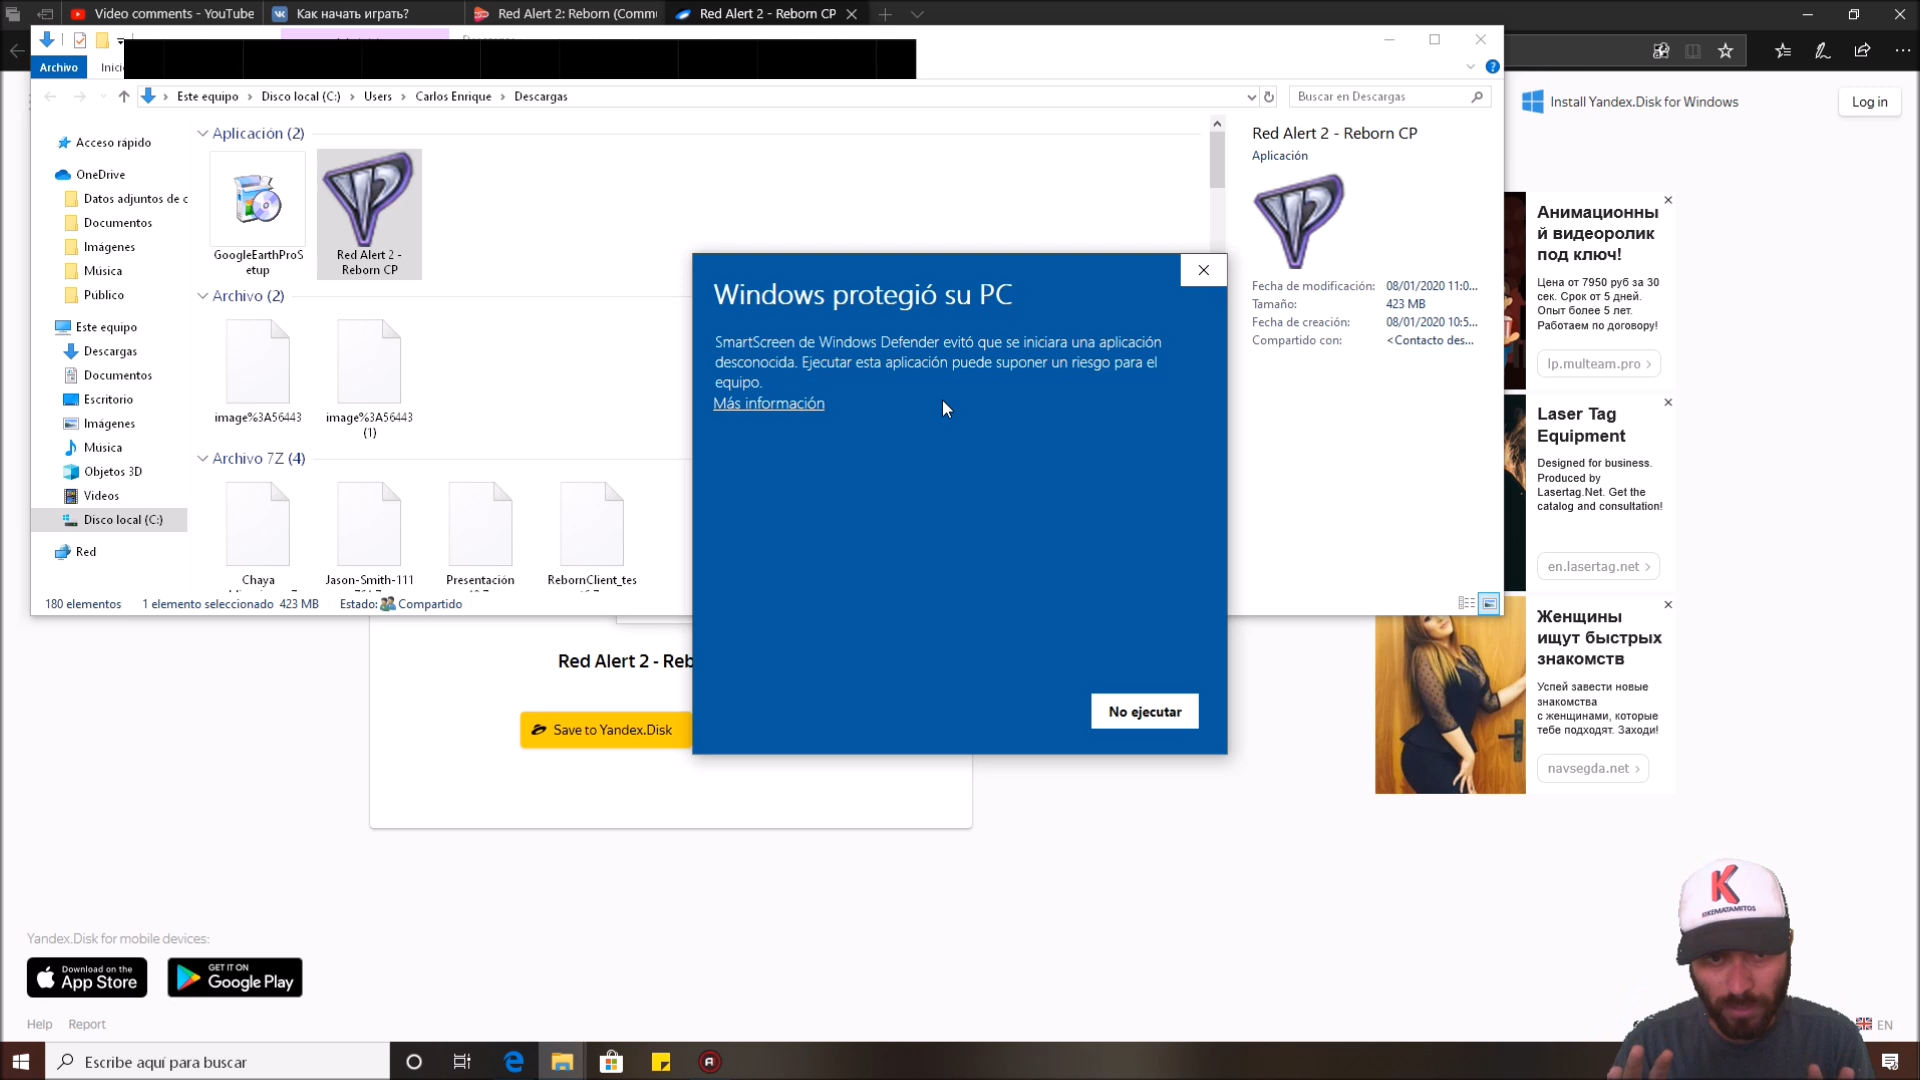 Video comments - YouTube
Как начать играть?
Red Alert 2: Reborn (Commu
Red Alert 2 - Reborn CP
Archivo
Inici
Este equipo > Disco local (C:) > Users > Carlos Enrique > Descargas
Buscar en Descargas
Install Yandex.Disk for Windows
Log in
Acceso rápido
OneDrive
Datos adjuntos de c
Documentos
Imágenes
Música
Público
Este equipo
Descargas
Documentos
Escritorio
Imágenes
Música
Objetos 3D
Videos
Disco local (C:)
Red
Aplicación (2)
GoogleEarthProS
etup
Red Alert 2 -
Reborn CP
Archivo (2)
image%3A56443
image%3A56443
(1)
Archivo 7Z (4)
Chaya
Jason-Smith-111
Presentación
RebornClient_tes
180 elementos
1 elemento seleccionado 423 MB
Estado: Compartido
Red Alert 2 - Reborn CP
Aplicación
Fecha de modificación: 08/01/2020 11:0...
Tamaño: 423 MB
Fecha de creación: 08/01/2020 10:5...
Compartido con: <Contacto des...
Windows protegió su PC
SmartScreen de Windows Defender evitó que se iniciara una aplicación
desconocida. Ejecutar esta aplicación puede suponer un riesgo para el
equipo.
Más información
No ejecutar
Red Alert 2 - Reb
Save to Yandex.Disk
Анимационны
й видеоролик
под ключ!
Цена от 7950 руб за 30
сек. Срок от 5 дней.
Опыт более 5 лет.
Работаем по договору!
lp.multeam.pro >
Laser Tag
Equipment
Designed for business.
Produced by
Lasertag.Net. Get the
catalog and consultation!
en.lasertag.net >
Женщины
ищут быстрых
знакомств
Успей завести новые
знакомства
с женщинами, которые
тебе подходят. Заходи!
navsegda.net >
K
KIKEMATAMITOS
Yandex.Disk for mobile devices:
Download on the
App Store
GET IT ON
Google Play
Help
Report
EN
Escribe aquí para buscar